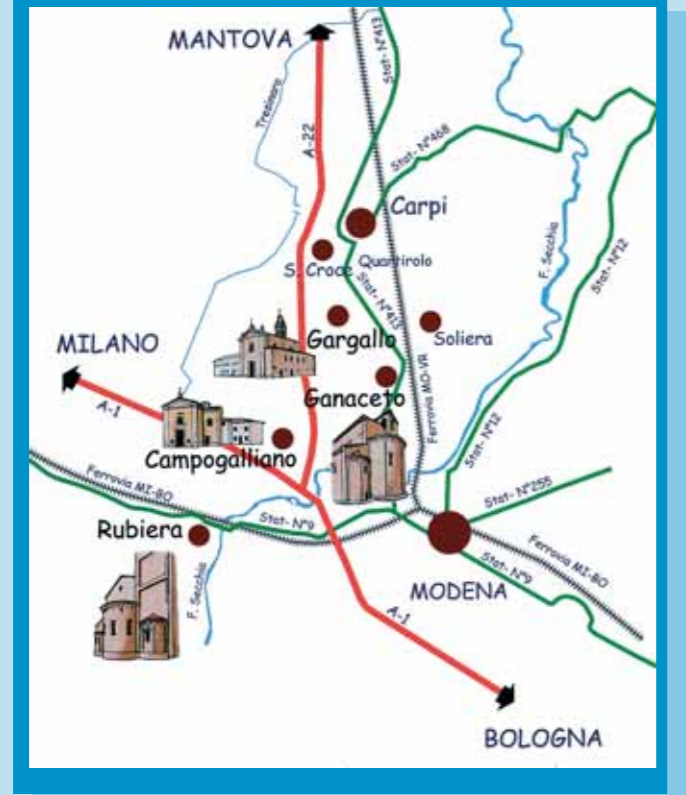 MANTOVA
Stat- N°413
Tresinaro
A-22
Stat- N°468
Carpi
F. Secchia
Stat- N°12
S. Croce
Quartirolo
Stat- N°413
Gargallo
Soliera
MILANO
A-1
Ganaceto
Ferrovia MO-VR
Stat- N°12
Campogalliano
Ferrovia MI-BO
Stat- N°9
Stat- N°255
Rubiera
F. Secchia
Ferrovia MI-BO
Stat- N°9
MODENA
A-1
BOLOGNA